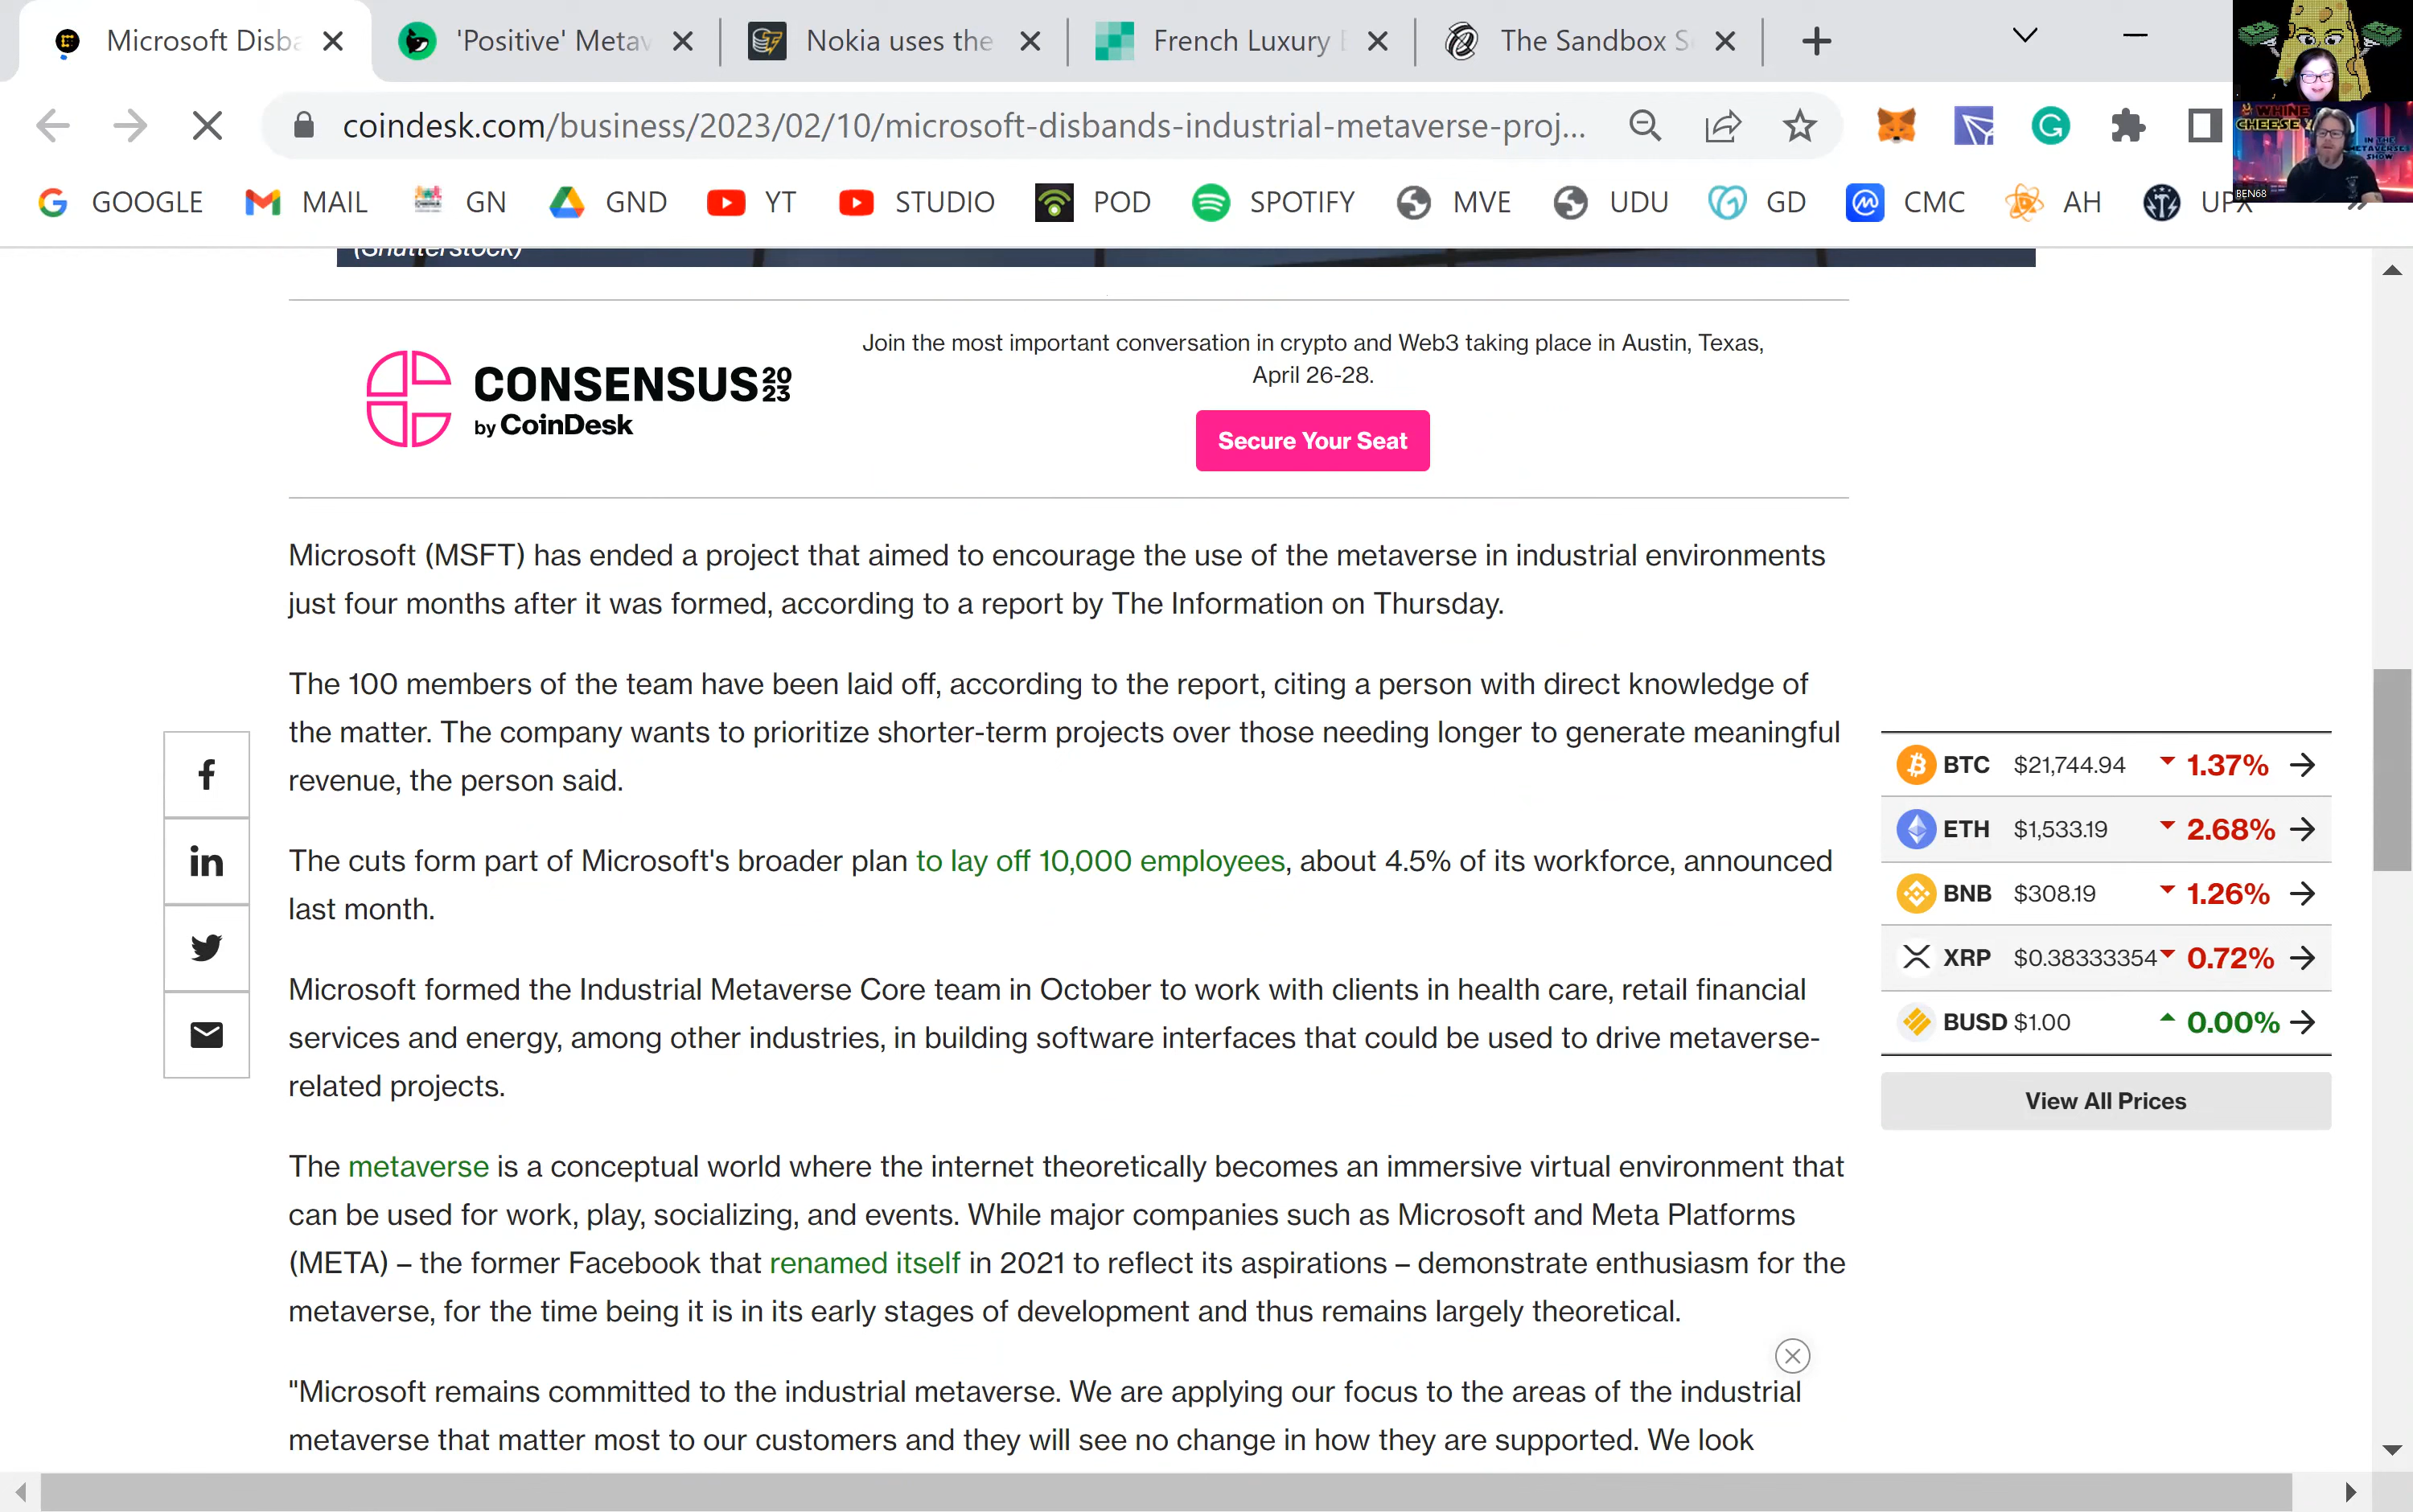 Microsoft Disba
'Positive' Metav
Nokia uses the
French Luxury
The Sandbox S
coindesk.com/business/2023/02/10/microsoft-disbands-industrial-metaverse-proj...
WHINE
CHEESE
IN THE
METAVERSE
SHOW
BEN68
GOOGLE MAIL GN GND YT STUDIO POD SPOTIFY MVE UDU GD CMC AH UPX
(Shutterstock)
CONSENSUS 2023
by CoinDesk
Join the most important conversation in crypto and Web3 taking place in Austin, Texas,
April 26-28.
Secure Your Seat
Microsoft (MSFT) has ended a project that aimed to encourage the use of the metaverse in industrial environments
just four months after it was formed, according to a report by The Information on Thursday.
The 100 members of the team have been laid off, according to the report, citing a person with direct knowledge of
the matter. The company wants to prioritize shorter-term projects over those needing longer to generate meaningful
revenue, the person said.
The cuts form part of Microsoft's broader plan to lay off 10,000 employees, about 4.5% of its workforce, announced
last month.
Microsoft formed the Industrial Metaverse Core team in October to work with clients in health care, retail financial
services and energy, among other industries, in building software interfaces that could be used to drive metaverse-
related projects.
The metaverse is a conceptual world where the internet theoretically becomes an immersive virtual environment that
can be used for work, play, socializing, and events. While major companies such as Microsoft and Meta Platforms
(META) – the former Facebook that renamed itself in 2021 to reflect its aspirations – demonstrate enthusiasm for the
metaverse, for the time being it is in its early stages of development and thus remains largely theoretical.
"Microsoft remains committed to the industrial metaverse. We are applying our focus to the areas of the industrial
metaverse that matter most to our customers and they will see no change in how they are supported. We look
BTC $21,744.94 1.37%
ETH $1,533.19 2.68%
BNB $308.19 1.26%
XRP $0.38333354 0.72%
BUSD $1.00 0.00%
View All Prices